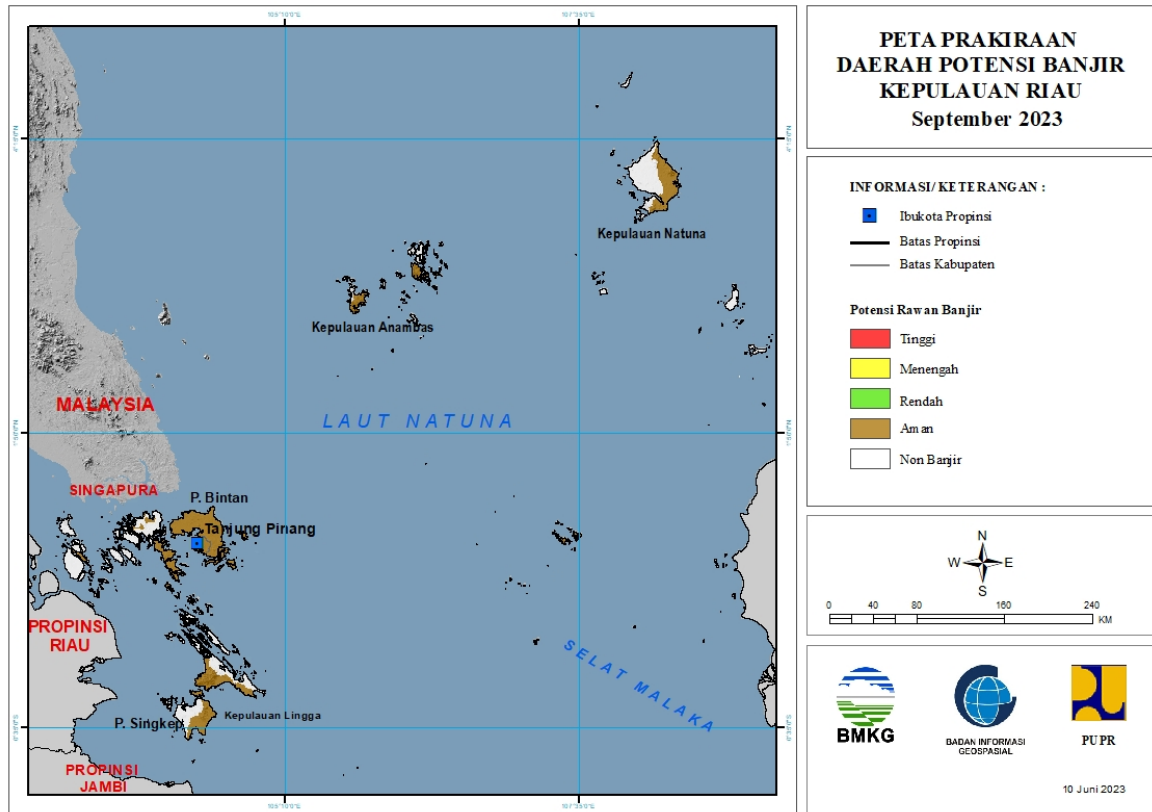 PETA PRAKIRAAN
DAERAH POTENSI BANJIR
KEPULAUAN RIAU
September 2023
INFORMASI/KETERANGAN :
Ibukota Propinsi
Batas Propinsi
Batas Kabupaten
Potensi Rawan Banjir
Tinggi
Menengah
Rendah
Aman
Non Banjir
N
W E
S
0 20 40 80 160 240
KM
BMKG
BADAN INFORMASI
GEOSPASIAL
PUPR
10 Juni 2023
Kepulauan Natuna
Kepulauan Anambas
MALAYSIA
LAUT NATUNA
SINGAPURA
P. Bintan
Tanjung Pinang
PROPINSI
RIAU
SELAT MALAKA
P. Singkep
Kepulauan Lingga
PROPINSI
JAMBI